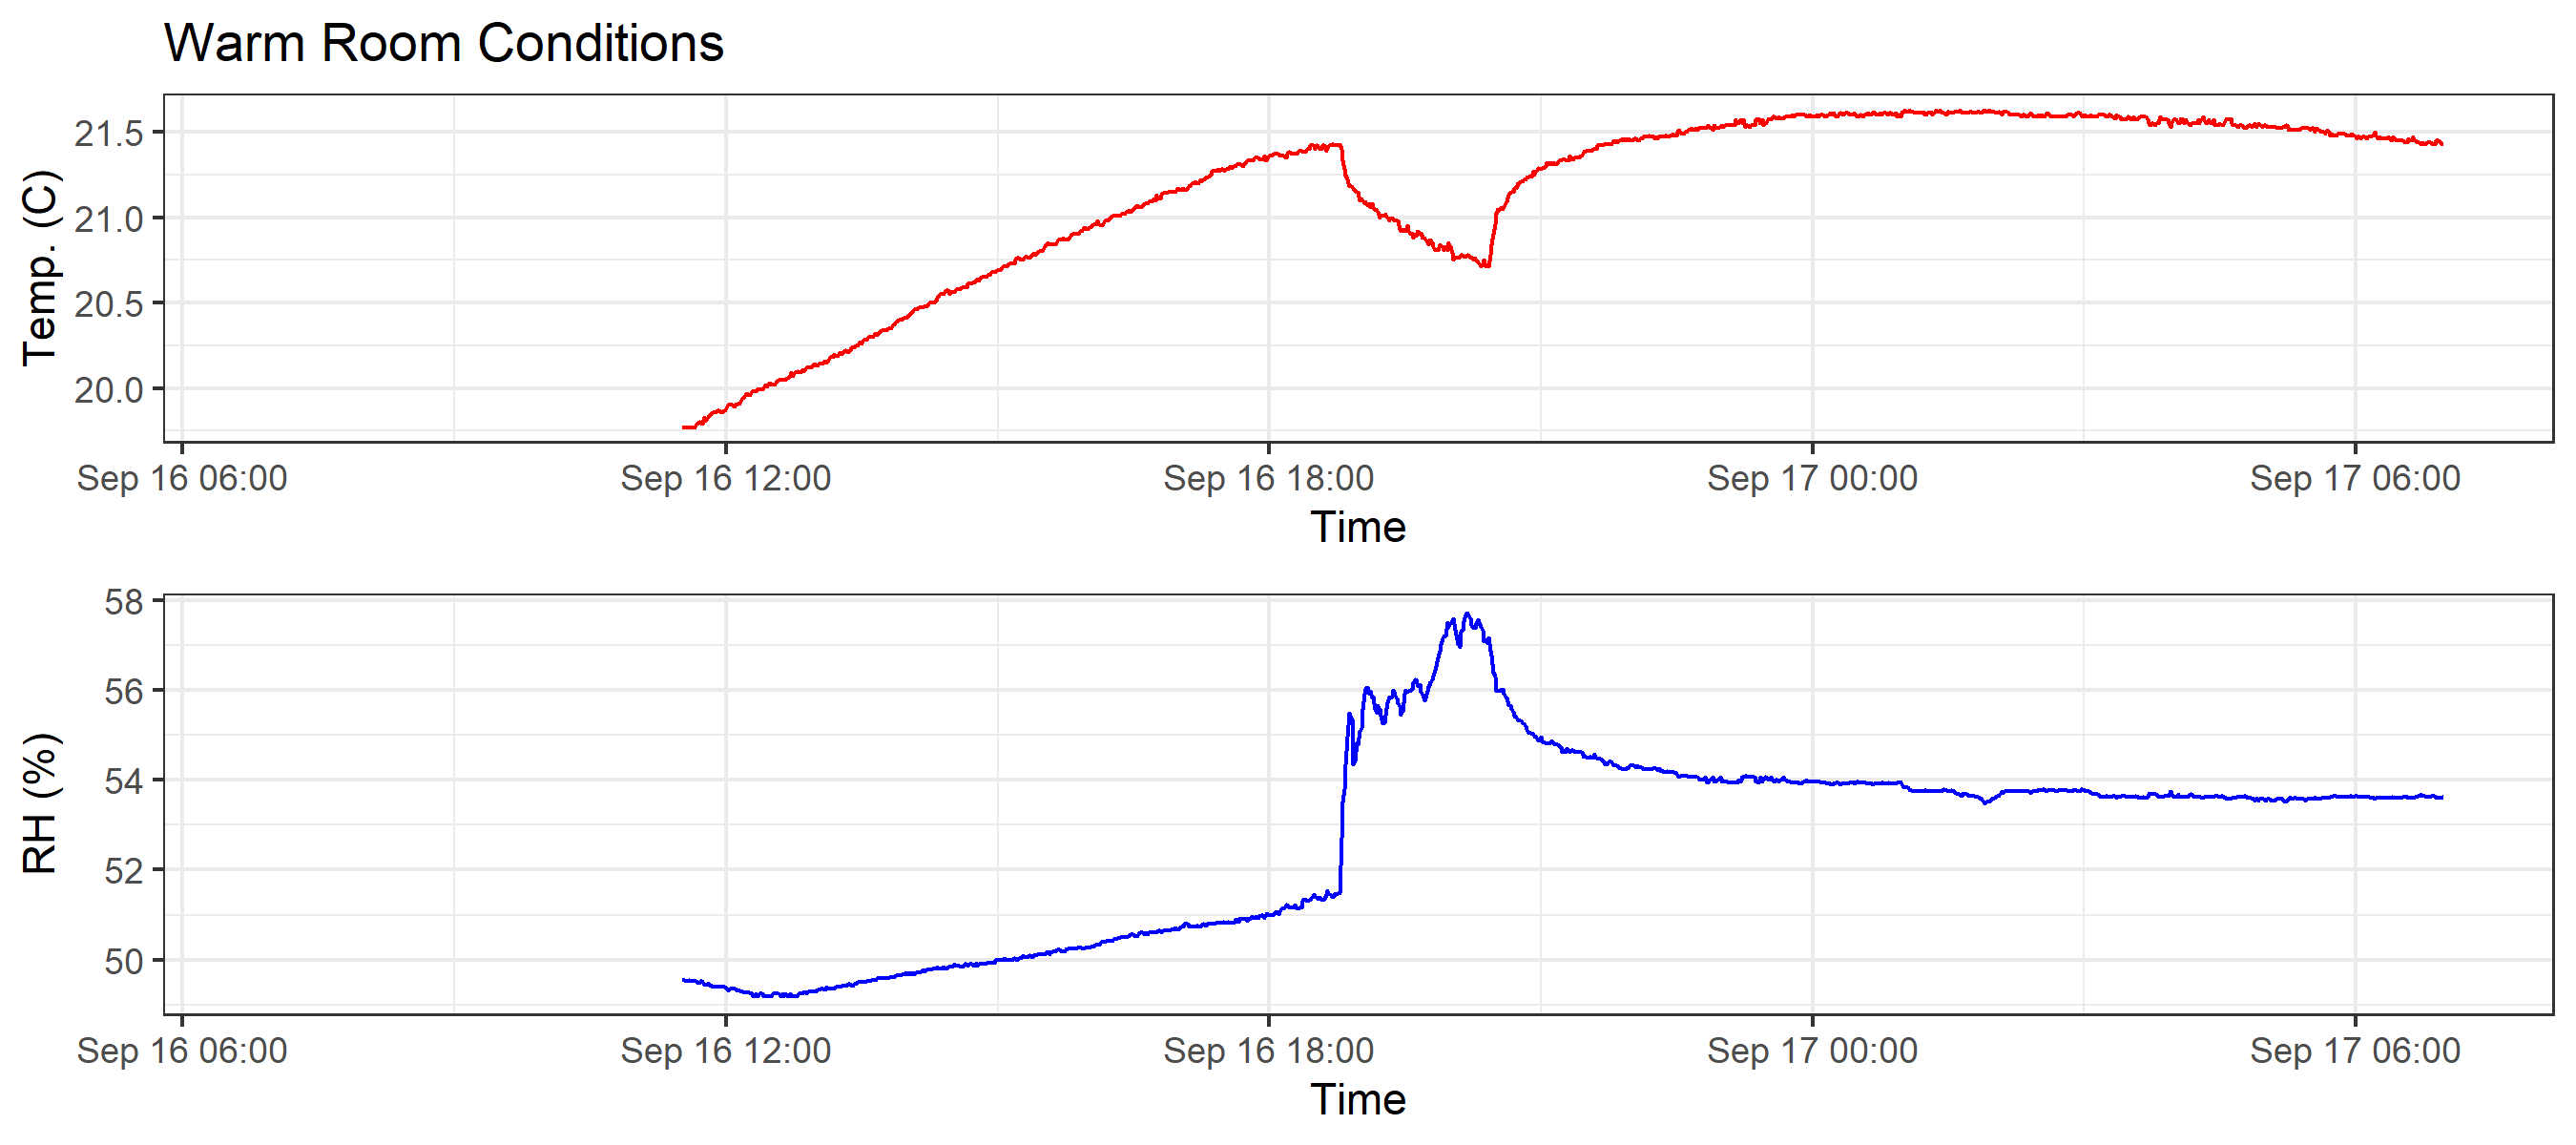 Warm Room Conditions
Temp. (C)
21.5
21.0
20.5
20.0
Sep 16 06:00 Sep 16 12:00 Sep 16 18:00 Sep 17 00:00 Sep 17 06:00
Time
RH (%)
58
56
54
52
50
Sep 16 06:00 Sep 16 12:00 Sep 16 18:00 Sep 17 00:00 Sep 17 06:00
Time